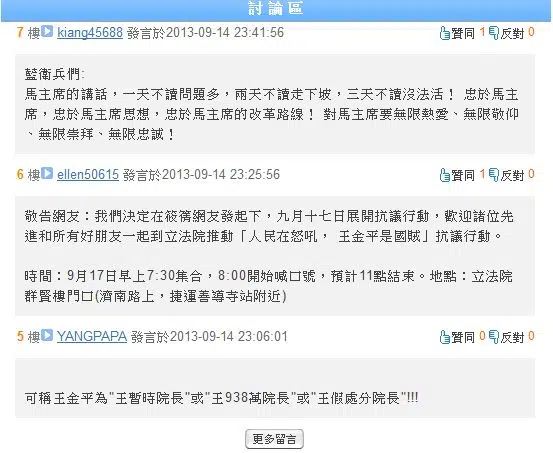 討論區
7 樓 kiang45688 發言於2013-09-14 23:41:56 贊同 1 反對 0
藍衛兵們:
馬主席的講話，一天不讀問題多，兩天不讀走下坡，三天不讀沒法活！ 忠於馬主
席，忠於馬主席思想，忠於馬主席的改革路線！ 對馬主席要無限熱愛、無限敬仰
、無限崇拜、無限忠誠！
6 樓 ellen50615 發言於2013-09-14 23:25:56 贊同 1 反對 0
敬告網友：我們決定在筱篟網友發起下，九月十七日展開抗議行動，歡迎諸位先
進和所有好朋友一起到立法院推動「人民在怒吼， 王金平是國賊」抗議行動。
時間：9月17日早上7:30集合，8:00開始喊口號，預計11點結束。地點：立法院
群賢樓門口(濟南路上，捷運善導寺站附近)
5 樓 YANGPAPA 發言於2013-09-14 23:06:01 贊同 0 反對 0
可稱王金平為"王暫時院長"或"王938萬院長"或"王假處分院長"!!!
更多留言